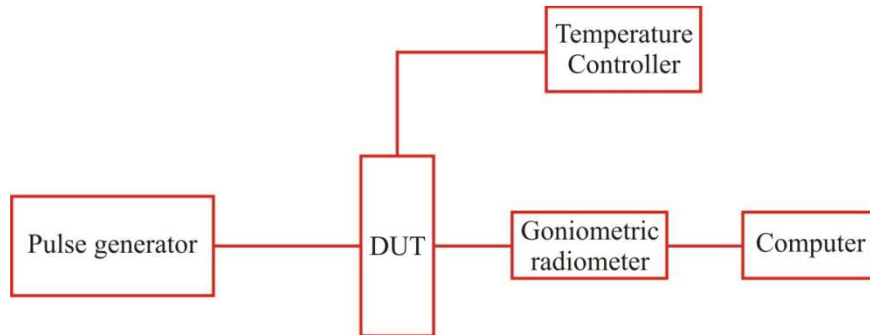 Temperature
Controller
Pulse generator
DUT
Goniometric
radiometer
Computer